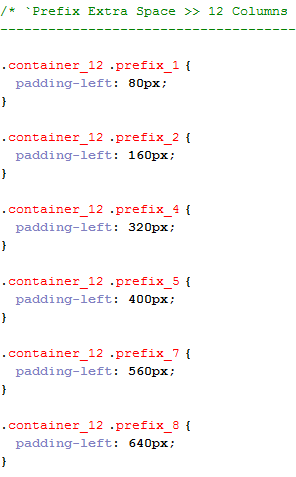 /* `Prefix Extra Space >> 12 Columns
----------------------------------
.container_12 .prefix_1 {
  padding-left: 80px;
}
.container_12 .prefix_2 {
  padding-left: 160px;
}
.container_12 .prefix_4 {
  padding-left: 320px;
}
.container_12 .prefix_5 {
  padding-left: 400px;
}
.container_12 .prefix_7 {
  padding-left: 560px;
}
.container_12 .prefix_8 {
  padding-left: 640px;
}